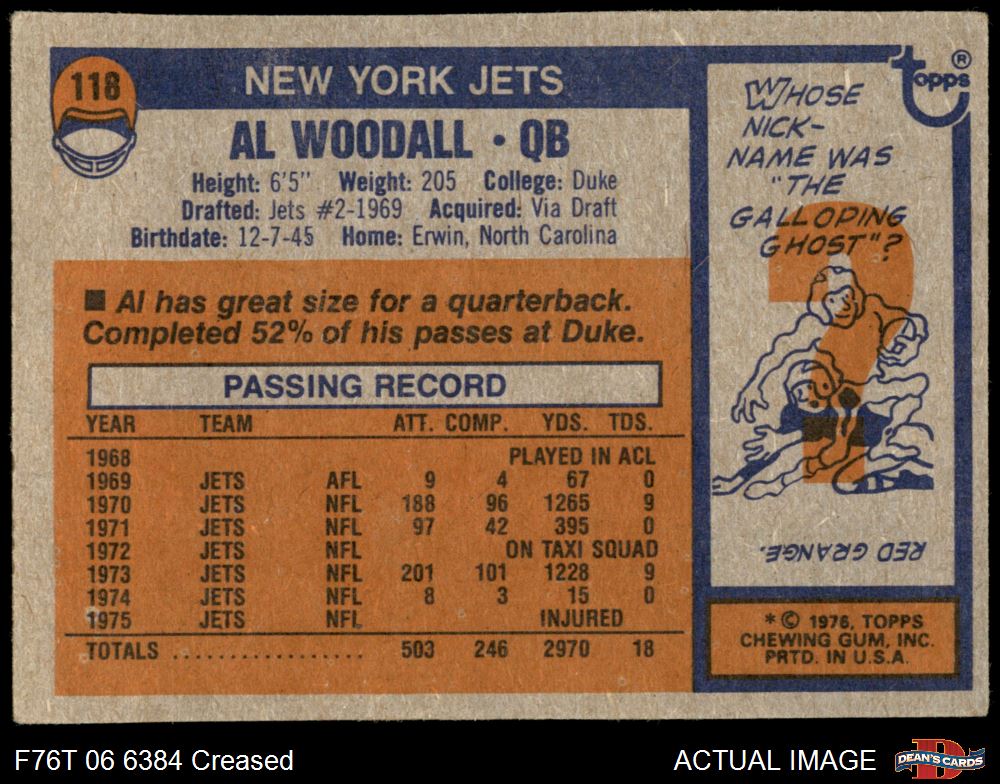 118
NEW YORK JETS
AL WOODALL • QB
Height: 6'5" Weight: 205 College: Duke
Drafted: Jets #2-1969 Acquired: Via Draft
Birthdate: 12-7-45 Home: Erwin, North Carolina
■ Al has great size for a quarterback.
Completed 52% of his passes at Duke.
PASSING RECORD
YEAR TEAM ATT. COMP. YDS. TDS.
1968 PLAYED IN ACL
1969 JETS AFL 9 4 67 0
1970 JETS NFL 188 96 1265 9
1971 JETS NFL 97 42 395 0
1972 JETS NFL ON TAXI SQUAD
1973 JETS NFL 201 101 1228 9
1974 JETS NFL 8 3 15 0
1975 JETS NFL INJURED
TOTALS .................. 503 246 2970 18
topps ®
WHOSE
NICK-
NAME WAS
"THE
GALLOPING
GHOST"?
RED GRANGE.
* © 1976, TOPPS
CHEWING GUM, INC.
PRTD. IN U.S.A.
F76T 06 6384 Creased
ACTUAL IMAGE
DEAN'S CARDS